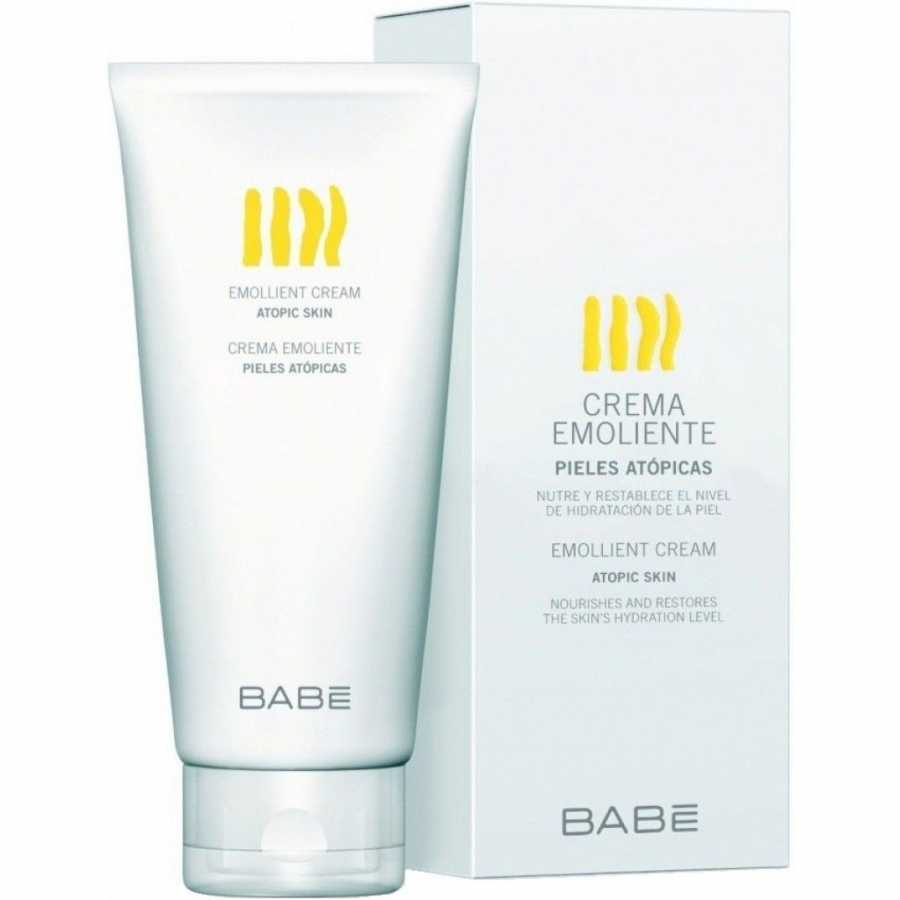 EMOLLIENT CREAM
ATOPIC SKIN
CREMA EMOLIENTE
PIELES ATÓPICAS
BABĒ
CREMA
EMOLIENTE
PIELES ATÓPICAS
NUTRE Y RESTABLECE EL NIVEL
DE HIDRATACIÓN DE LA PIEL
EMOLLIENT CREAM
ATOPIC SKIN
NOURISHES AND RESTORES
THE SKIN'S HYDRATION LEVEL
BABĒ